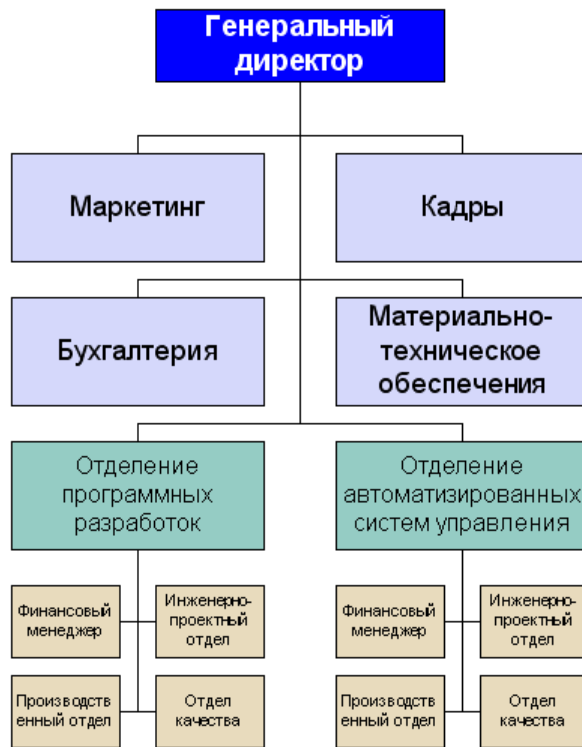 Генеральный
директор
Маркетинг
Кадры
Бухгалтерия
Материально-
техническое
обеспечения
Отделение
программных
разработок
Отделение
автоматизированных
систем управления
Финансовый
менеджер
Инженерно-
проектный
отдел
Финансовый
менеджер
Инженерно-
проектный
отдел
Производств
енный отдел
Отдел
качества
Производств
енный отдел
Отдел
качества